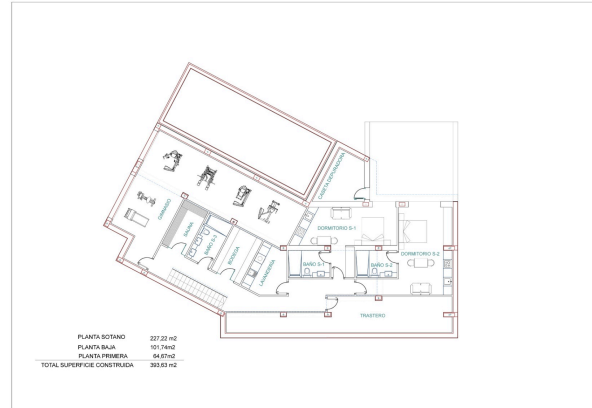 CASETA DEPURADORA
GIMNASIO
SAUNA
BAÑO S-3
BODEGA
LAVANDERIA
DORMITORIO S-1
DORMITORIO S-2
BAÑO S-1
BAÑO S-2
TRASTERO
PLANTA SOTANO 227,22 m2
PLANTA BAJA 101,74m2
PLANTA PRIMERA 64,67m2
TOTAL SUPERFICIE CONSTRUIDA 393,63 m2